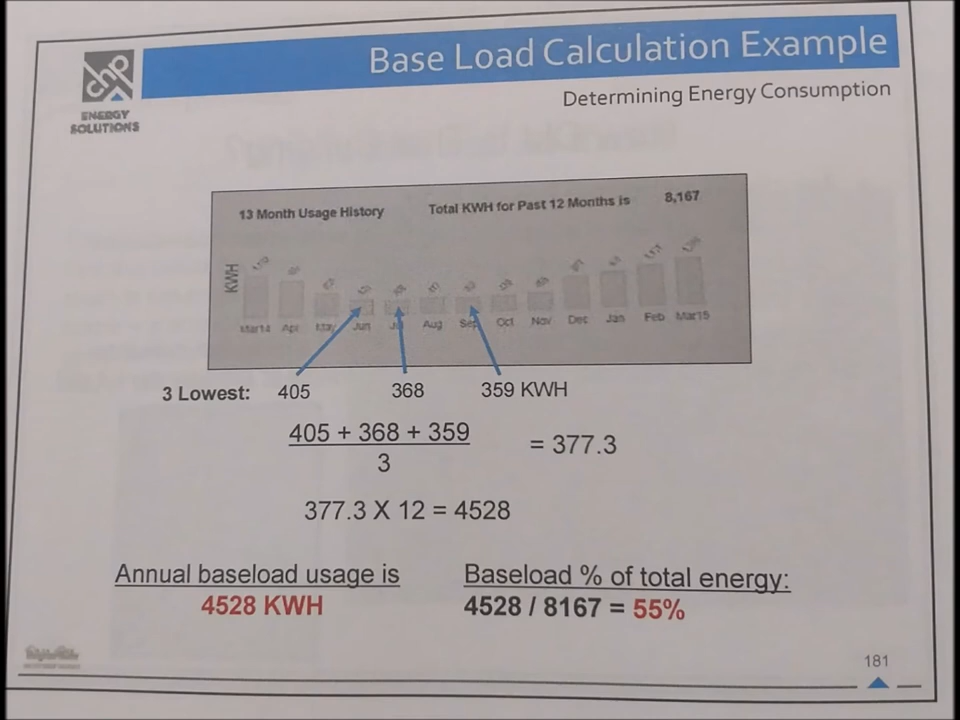 Base Load Calculation Example
Determining Energy Consumption
ENERGY
SOLUTIONS
13 Month Usage History Total KWH for Past 12 Months is 8,167
KWH
Mar14 Apr May Jun Jul Aug Sep Oct Nov Dec Jan Feb Mar15
3 Lowest: 405 368 359 KWH
405 + 368 + 359
= 377.3
3
377.3 X 12 = 4528
Annual baseload usage is
4528 KWH
Baseload % of total energy:
4528 / 8167 = 55%
181